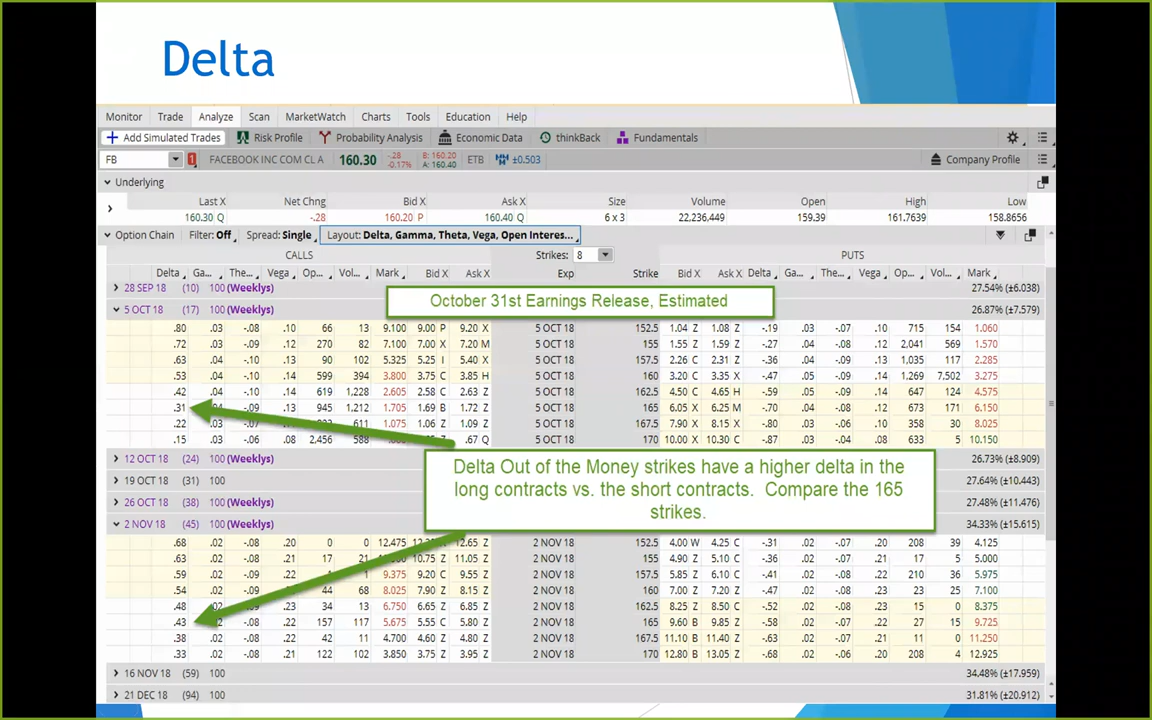 Delta
Monitor Trade Analyze Scan MarketWatch Charts Tools Education Help
+ Add Simulated Trades Risk Profile Probability Analysis Economic Data thinkBack Fundamentals
FB 1 FACEBOOK INC COM CL A 160.30 -.28 -0.17% B: 160.20 A: 160.40 ETB ±0.503 Company Profile
Underlying
Last X Net Chng Bid X Ask X Size Volume Open High Low
160.30 Q -.28 160.20 P 160.40 Q 6 x 3 22,236,449 159.39 161.7639 158.8656
Option Chain Filter: Off Spread: Single Layout: Delta, Gamma, Theta, Vega, Open Interes...
CALLS Strikes: 8 PUTS
Delta Ga... The... Vega Op... Vol... Mark Bid X Ask X Exp Strike Bid X Ask X Delta Ga... The... Vega Op... Vol... Mark
28 SEP 18 (10) 100 (Weeklys) 27.54% (±6.038)
October 31st Earnings Release, Estimated
5 OCT 18 (17) 100 (Weeklys) 26.87% (±7.579)
.80 .03 -.08 .10 66 13 9.100 9.00 P 9.20 X 5 OCT 18 152.5 1.04 Z 1.08 Z -.19 .03 -.07 .10 715 154 1.060
.72 .03 -.09 .12 270 82 7.100 7.00 X 7.20 M 5 OCT 18 155 1.55 Z 1.59 Z -.27 .04 -.08 .12 2,041 569 1.570
.63 .03 -.10 .13 90 102 5.325 5.25 I 5.40 X 5 OCT 18 157.5 2.26 C 2.31 Z -.36 .04 -.09 .13 1,035 117 2.285
.53 .03 -.10 .14 599 394 3.800 3.75 C 3.85 H 5 OCT 18 160 3.20 C 3.35 X -.47 .05 -.09 .14 1,269 7,502 3.275
.42 .04 -.10 .14 619 1,228 2.605 2.58 C 2.63 Z 5 OCT 18 162.5 4.50 C 4.65 H -.59 .05 -.09 .14 647 124 4.575
.31 -.09 .13 945 1,212 1.705 1.69 B 1.72 Z 5 OCT 18 165 6.05 X 6.25 M -.70 .04 -.08 .12 673 171 6.150
.22 .03 611 1.075 1.06 Z 1.09 Z 5 OCT 18 167.5 7.90 X 8.15 X -.80 .04 -.06 .10 358 30 8.025
.15 .03 -.06 .08 2,456 588 .67 Q 5 OCT 18 170 10.00 X 10.30 C -.87 .03 -.04 .08 633 5 10.150
12 OCT 18 (24) 100 (Weeklys) 26.73% (±8.909)
Delta Out of the Money strikes have a higher delta in the
long contracts vs. the short contracts. Compare the 165
strikes.
19 OCT 18 (31) 100 27.64% (±10.443)
26 OCT 18 (38) 100 (Weeklys) 27.48% (±11.476)
2 NOV 18 (45) 100 (Weeklys) 34.33% (±15.615)
.68 .02 -.08 .20 0 0 12.475 12.65 Z 2 NOV 18 152.5 4.00 W 4.25 C -.31 .02 -.07 .20 208 39 4.125
.63 .02 -.08 .21 17 21 10.75 Z 11.05 Z 2 NOV 18 155 4.90 Z 5.10 C -.36 .02 -.08 .21 17 2 5.000
.59 .02 -.09 .22 1 9.375 9.20 C 9.55 Z 2 NOV 18 157.5 5.85 Z 6.10 C -.41 .02 -.08 .22 210 36 5.975
.54 .02 -.09 44 68 8.025 7.90 Z 8.15 Z 2 NOV 18 160 7.00 Z 7.20 C -.47 .02 -.08 .22 23 25 7.100
.48 .02 .23 34 13 6.750 6.65 Z 6.85 Z 2 NOV 18 162.5 8.25 Z 8.50 C -.52 .02 -.08 .23 15 0 8.375
.43 -.08 .22 157 117 5.675 5.55 C 5.80 Z 2 NOV 18 165 9.60 B 9.85 Z -.58 .02 -.07 .22 27 15 9.725
.38 .02 -.08 .22 42 11 4.700 4.60 Z 4.80 Z 2 NOV 18 167.5 11.10 B 11.40 Z -.63 .02 -.07 .21 11 0 11.250
.33 .02 -.08 .21 122 102 3.850 3.75 Z 3.95 Z 2 NOV 18 170 12.80 B 13.05 Z -.68 .02 -.06 .20 208 4 12.925
16 NOV 18 (59) 100 34.48% (±17.959)
21 DEC 18 (94) 100 31.81% (±20.912)